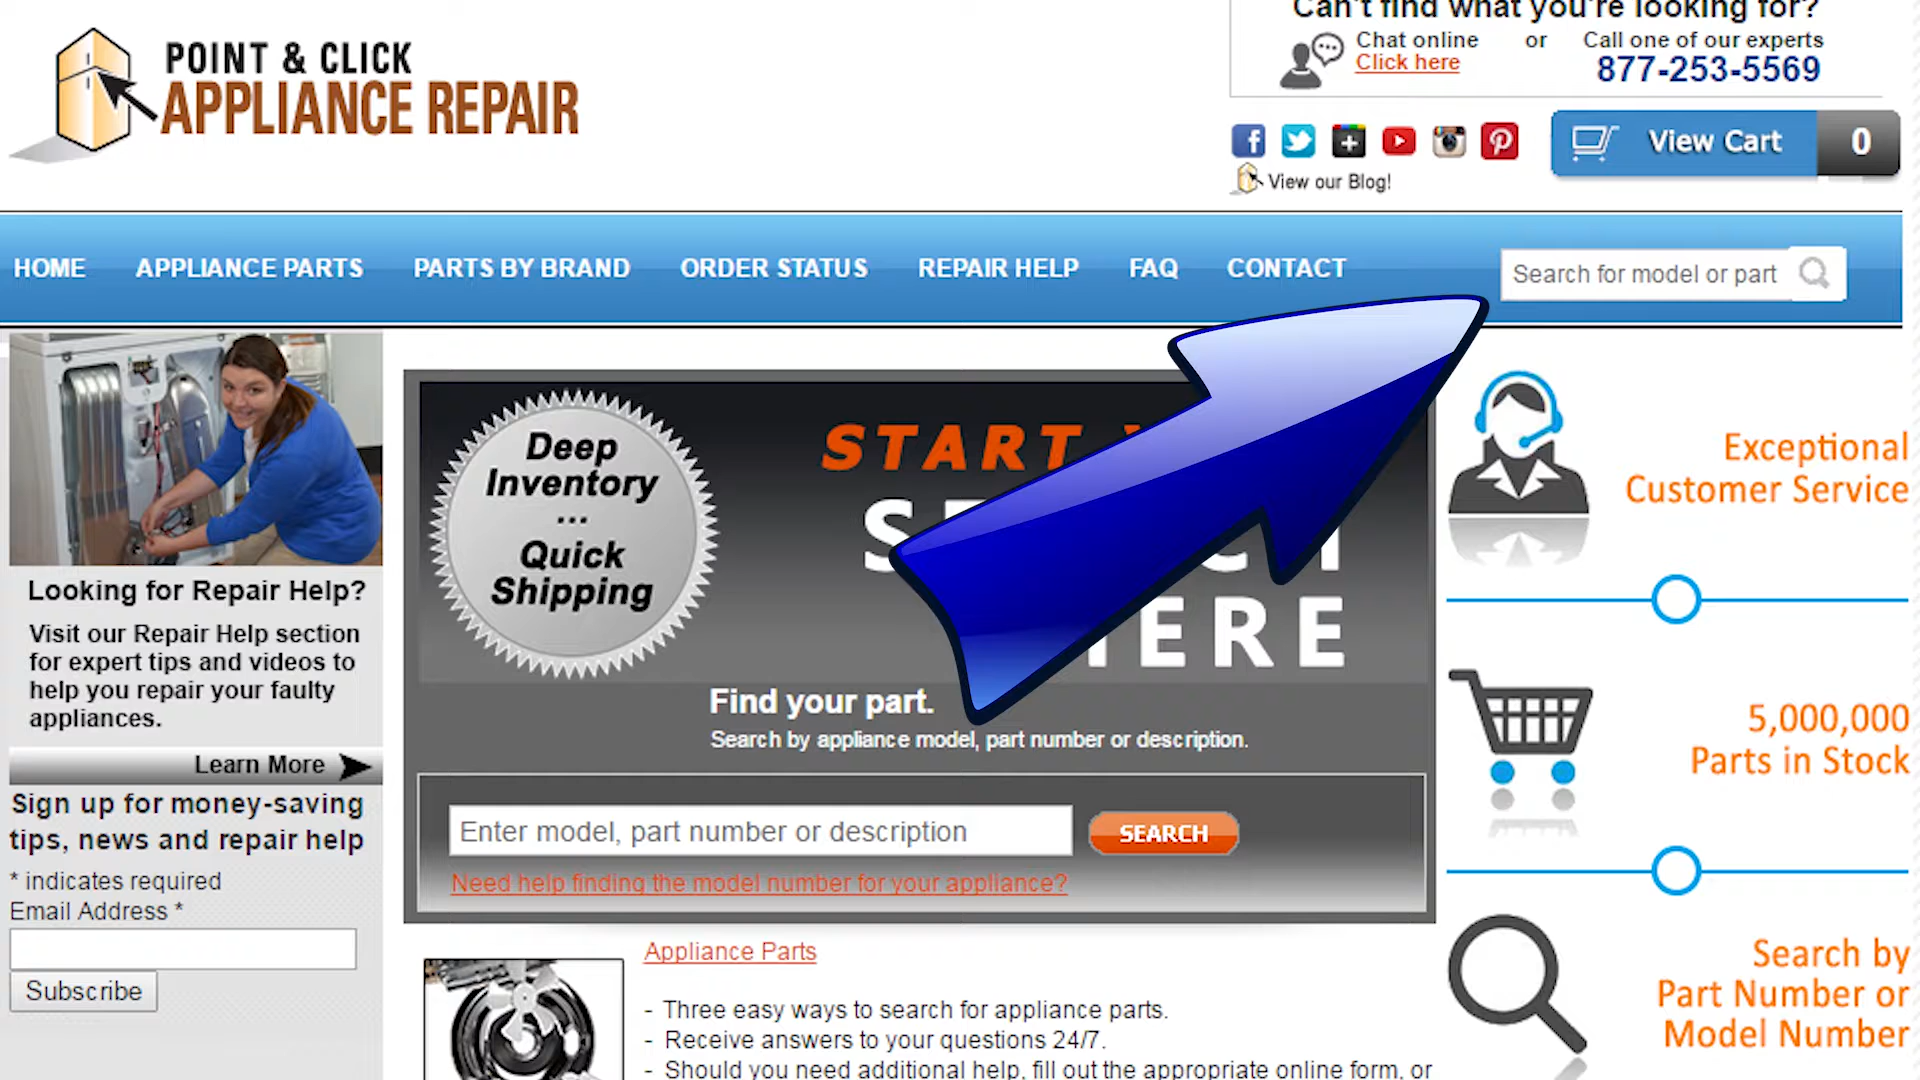 Can't find what you're looking for?
POINT & CLICK
APPLIANCE REPAIR
Chat online or Call one of our experts
Click here 877-253-5569
View Cart 0
View our Blog!
HOME APPLIANCE PARTS PARTS BY BRAND ORDER STATUS REPAIR HELP FAQ CONTACT
Search for model or part
Deep
Inventory
...
Quick
Shipping
START
HERE
Find your part.
Search by appliance model, part number or description.
Enter model, part number or description
SEARCH
Need help finding the model number for your appliance?
Looking for Repair Help?
Visit our Repair Help section
for expert tips and videos to
help you repair your faulty
appliances.
Learn More
Sign up for money-saving
tips, news and repair help
* indicates required
Email Address *
Subscribe
Appliance Parts
- Three easy ways to search for appliance parts.
- Receive answers to your questions 24/7.
- Should you need additional help, fill out the appropriate online form, or
Exceptional
Customer Service
5,000,000
Parts in Stock
Search by
Part Number or
Model Number